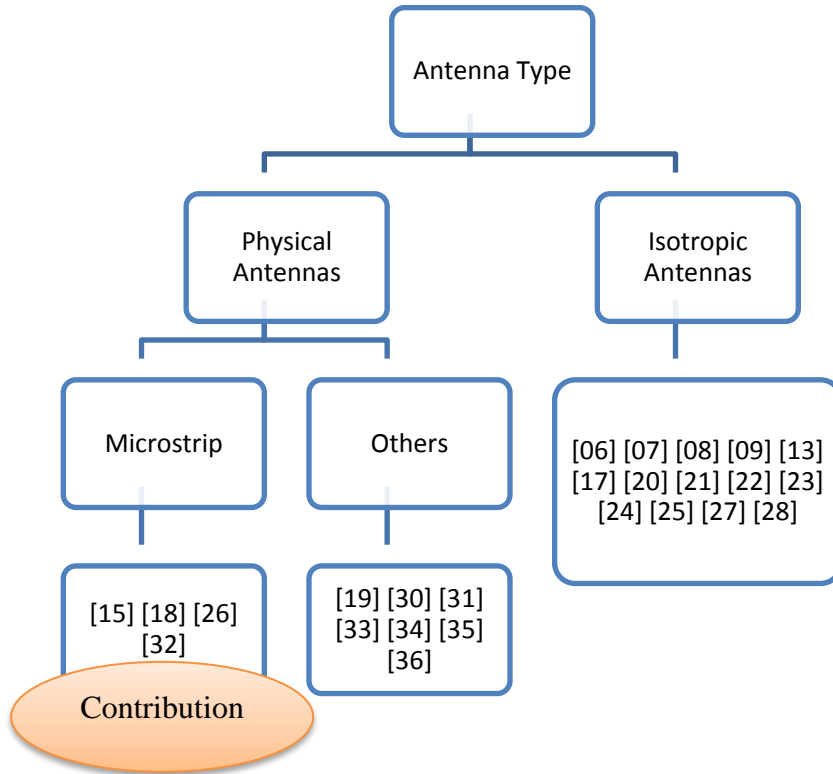 Antenna Type
Physical
Antennas
Isotropic
Antennas
Microstrip
Others
[06] [07] [08] [09] [13]
[17] [20] [21] [22] [23]
[24] [25] [27] [28]
[15] [18] [26]
[32]
[19] [30] [31]
[33] [34] [35]
[36]
Contribution